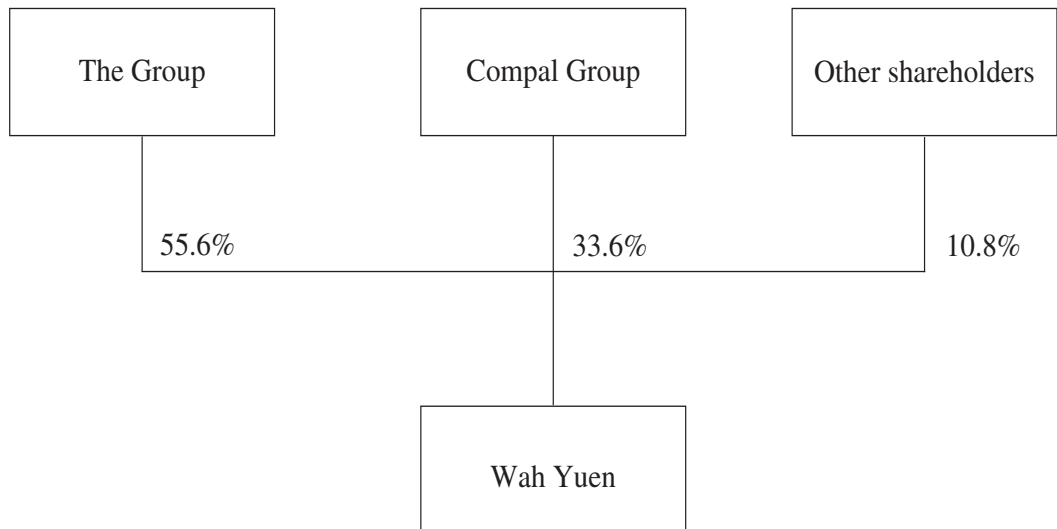 The Group
Compal Group
Other shareholders
55.6%
33.6%
10.8%
Wah Yuen